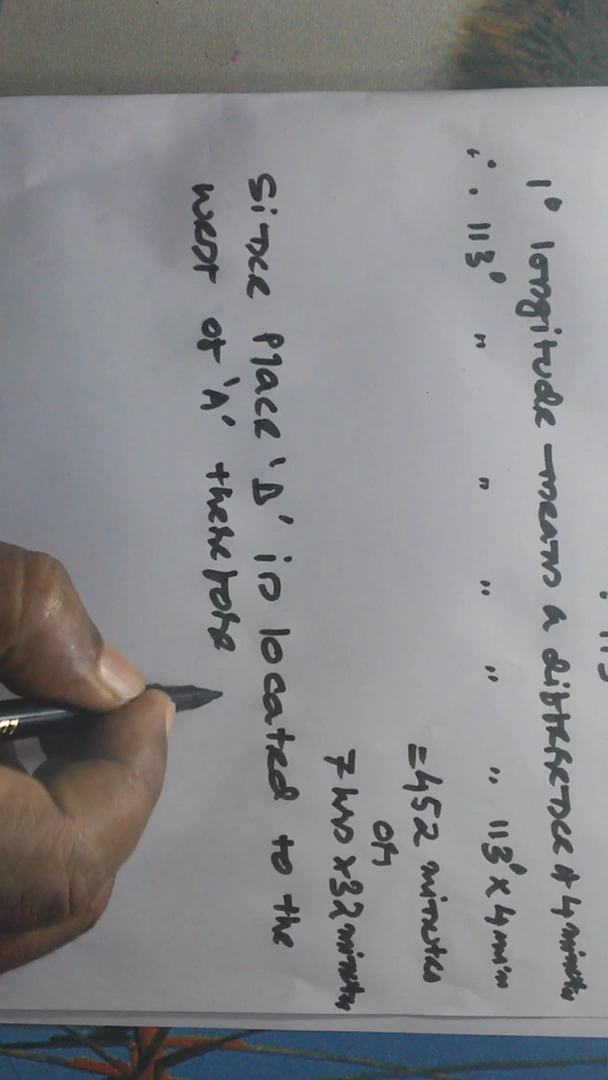 1° longitude means a difference of 4 minutes
∴ 113° " " " " " 113° x 4 min
= 452 minutes
or
7 hrs x 32 minutes
Since place 'B' is located to the
west of 'A' therefore